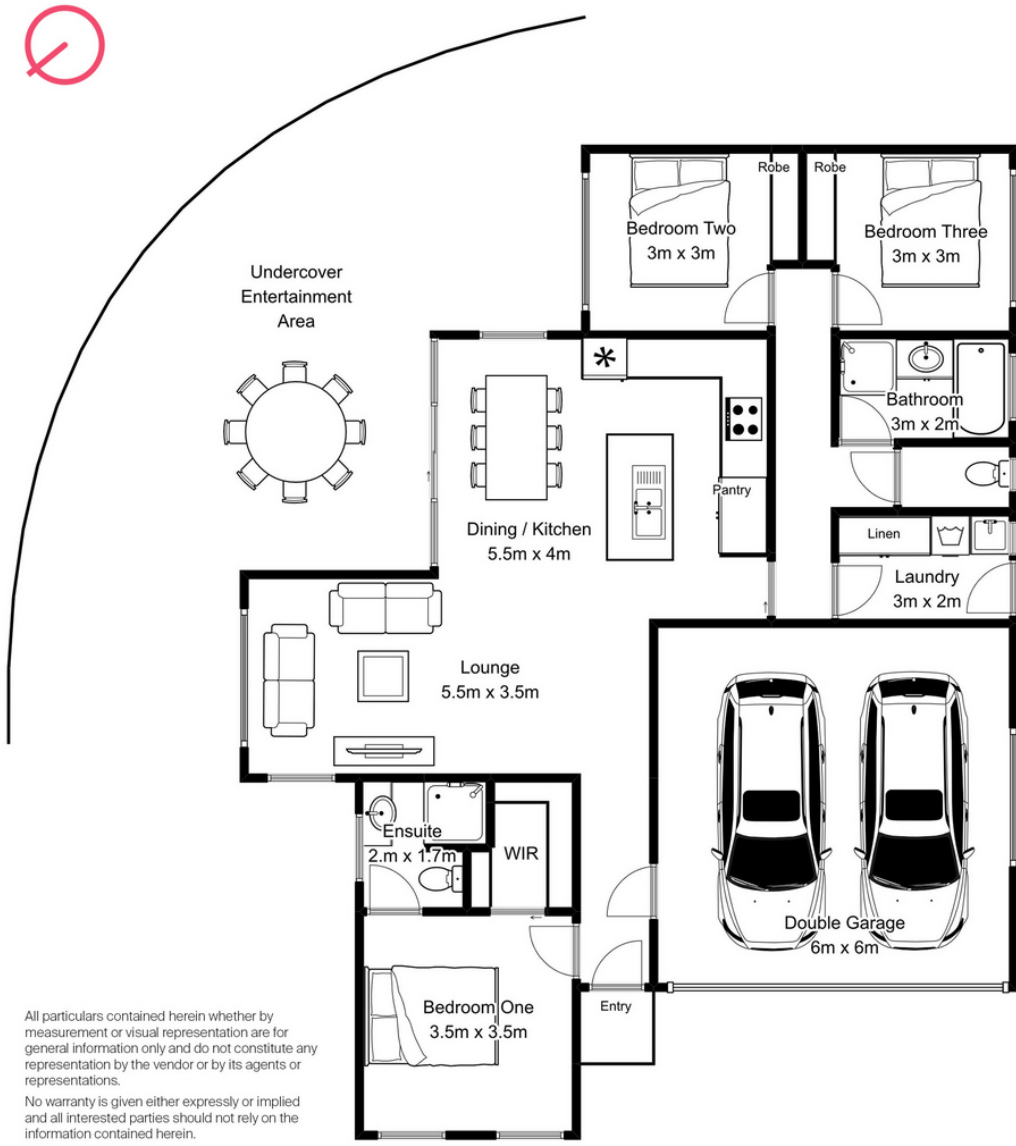 Robe
Robe
Bedroom Two
3m x 3m
Bedroom Three
3m x 3m
Undercover
Entertainment
Area
Bathroom
3m x 2m
Pantry
Dining / Kitchen
5.5m x 4m
Linen
Laundry
3m x 2m
Lounge
5.5m x 3.5m
Ensuite
2.m x 1.7m
WIR
Double Garage
6m x 6m
Bedroom One
3.5m x 3.5m
Entry
All particulars contained herein whether by
measurement or visual representation are for
general information only and do not constitute any
representation by the vendor or by its agents or
representations.
No warranty is given either expressly or implied
and all interested parties should not rely on the
information contained herein.